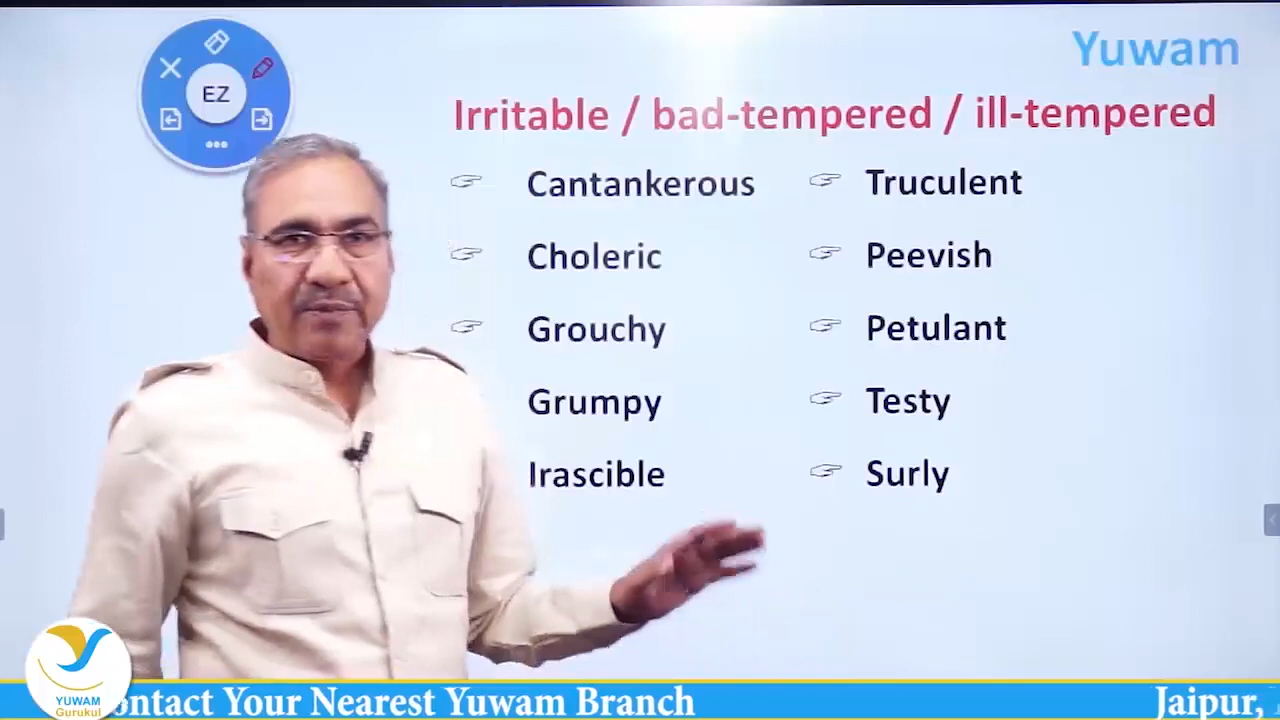 Yuwam
EZ
Irritable / bad-tempered / ill-tempered
Cantankerous
Truculent
Choleric
Peevish
Grouchy
Petulant
Grumpy
Testy
Irascible
Surly
YUWAM
Gurukul
Contact Your Nearest Yuwam Branch
Jaipur,